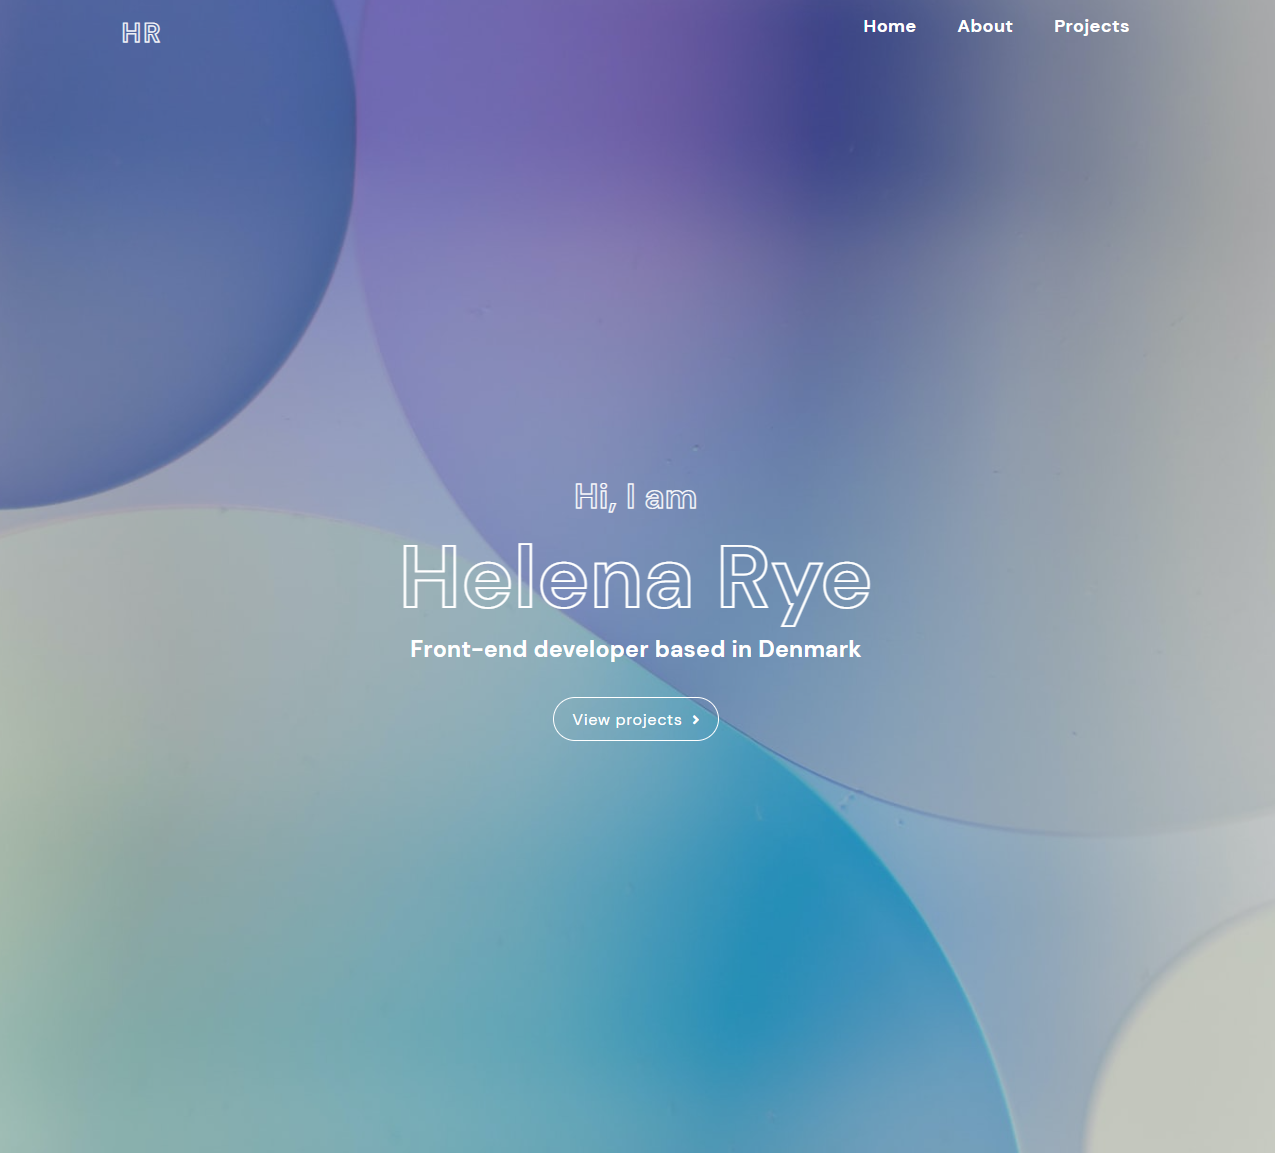 HR
Home About Projects
Hi, I am
Helena Rye
Front-end developer based in Denmark
View projects